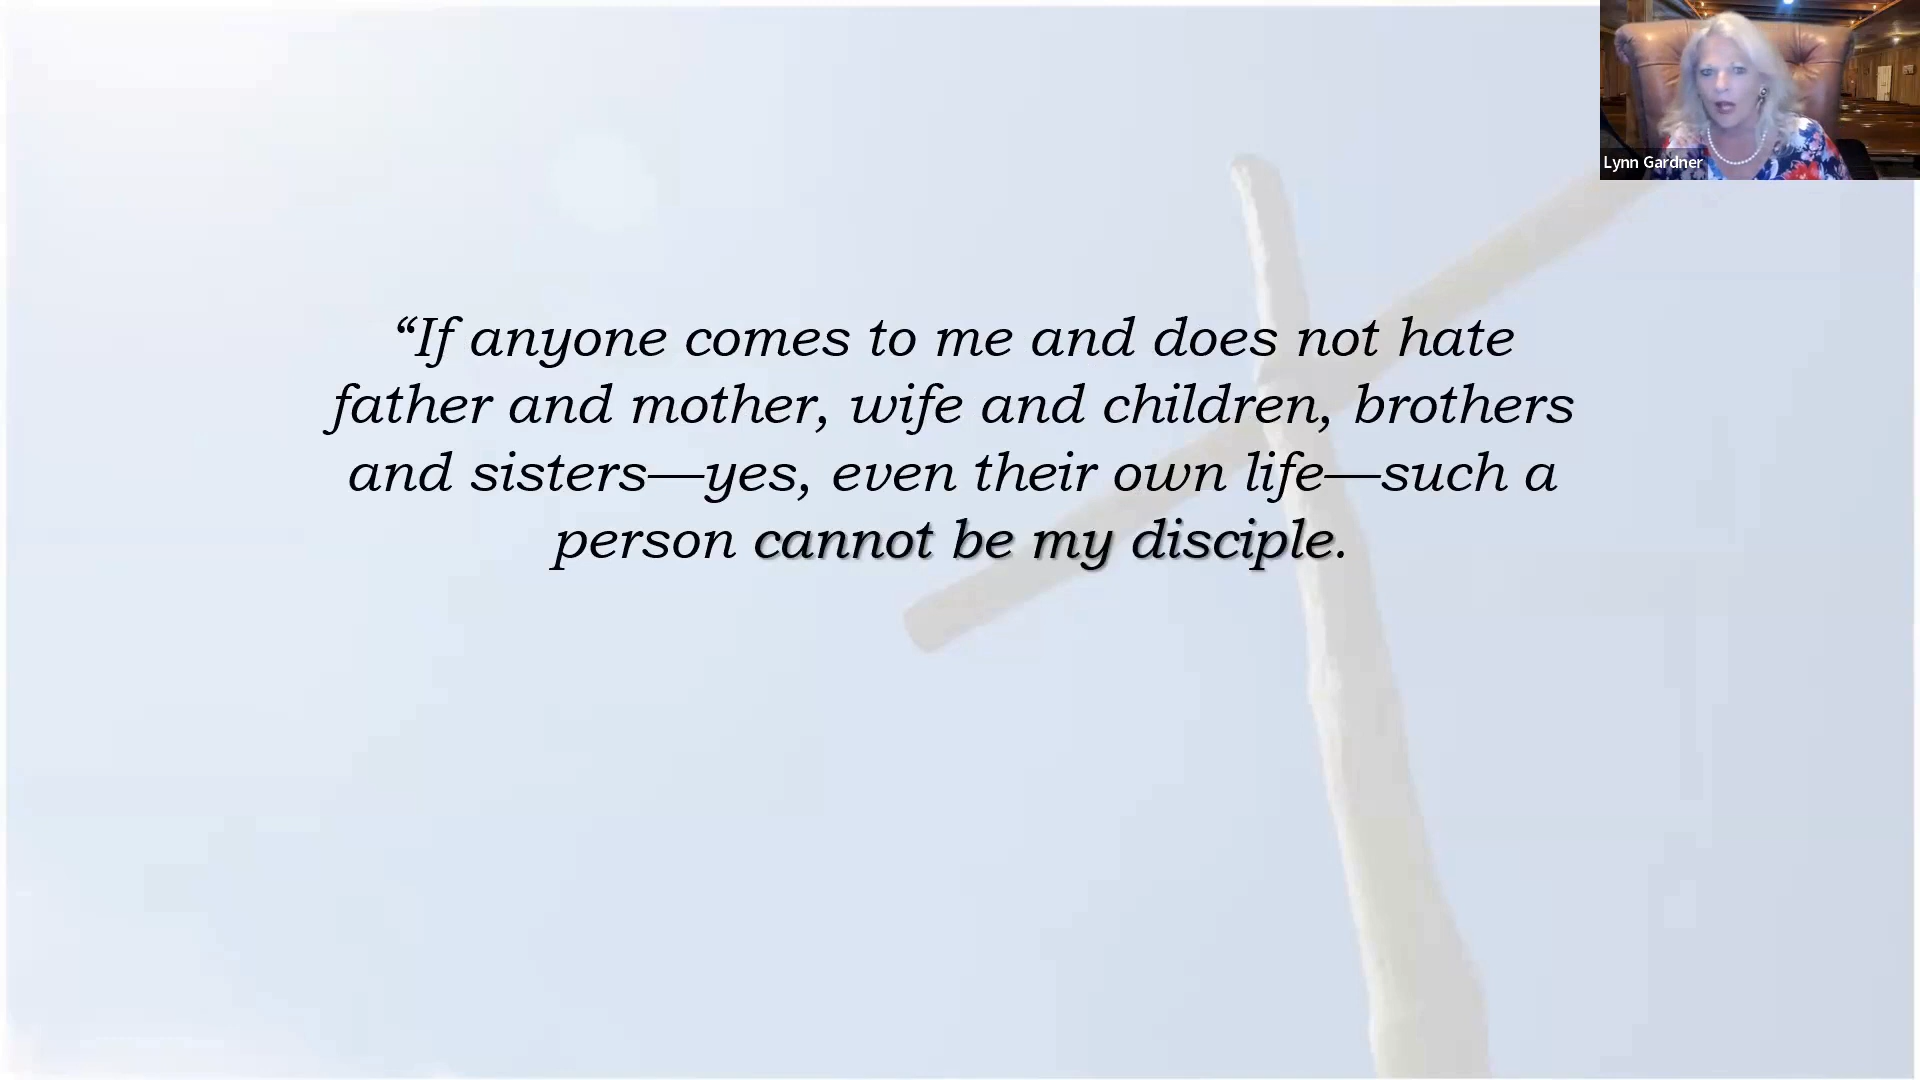 Lynn Gardner
“If anyone comes to me and does not hate
father and mother, wife and children, brothers
and sisters—yes, even their own life—such a
person cannot be my disciple.